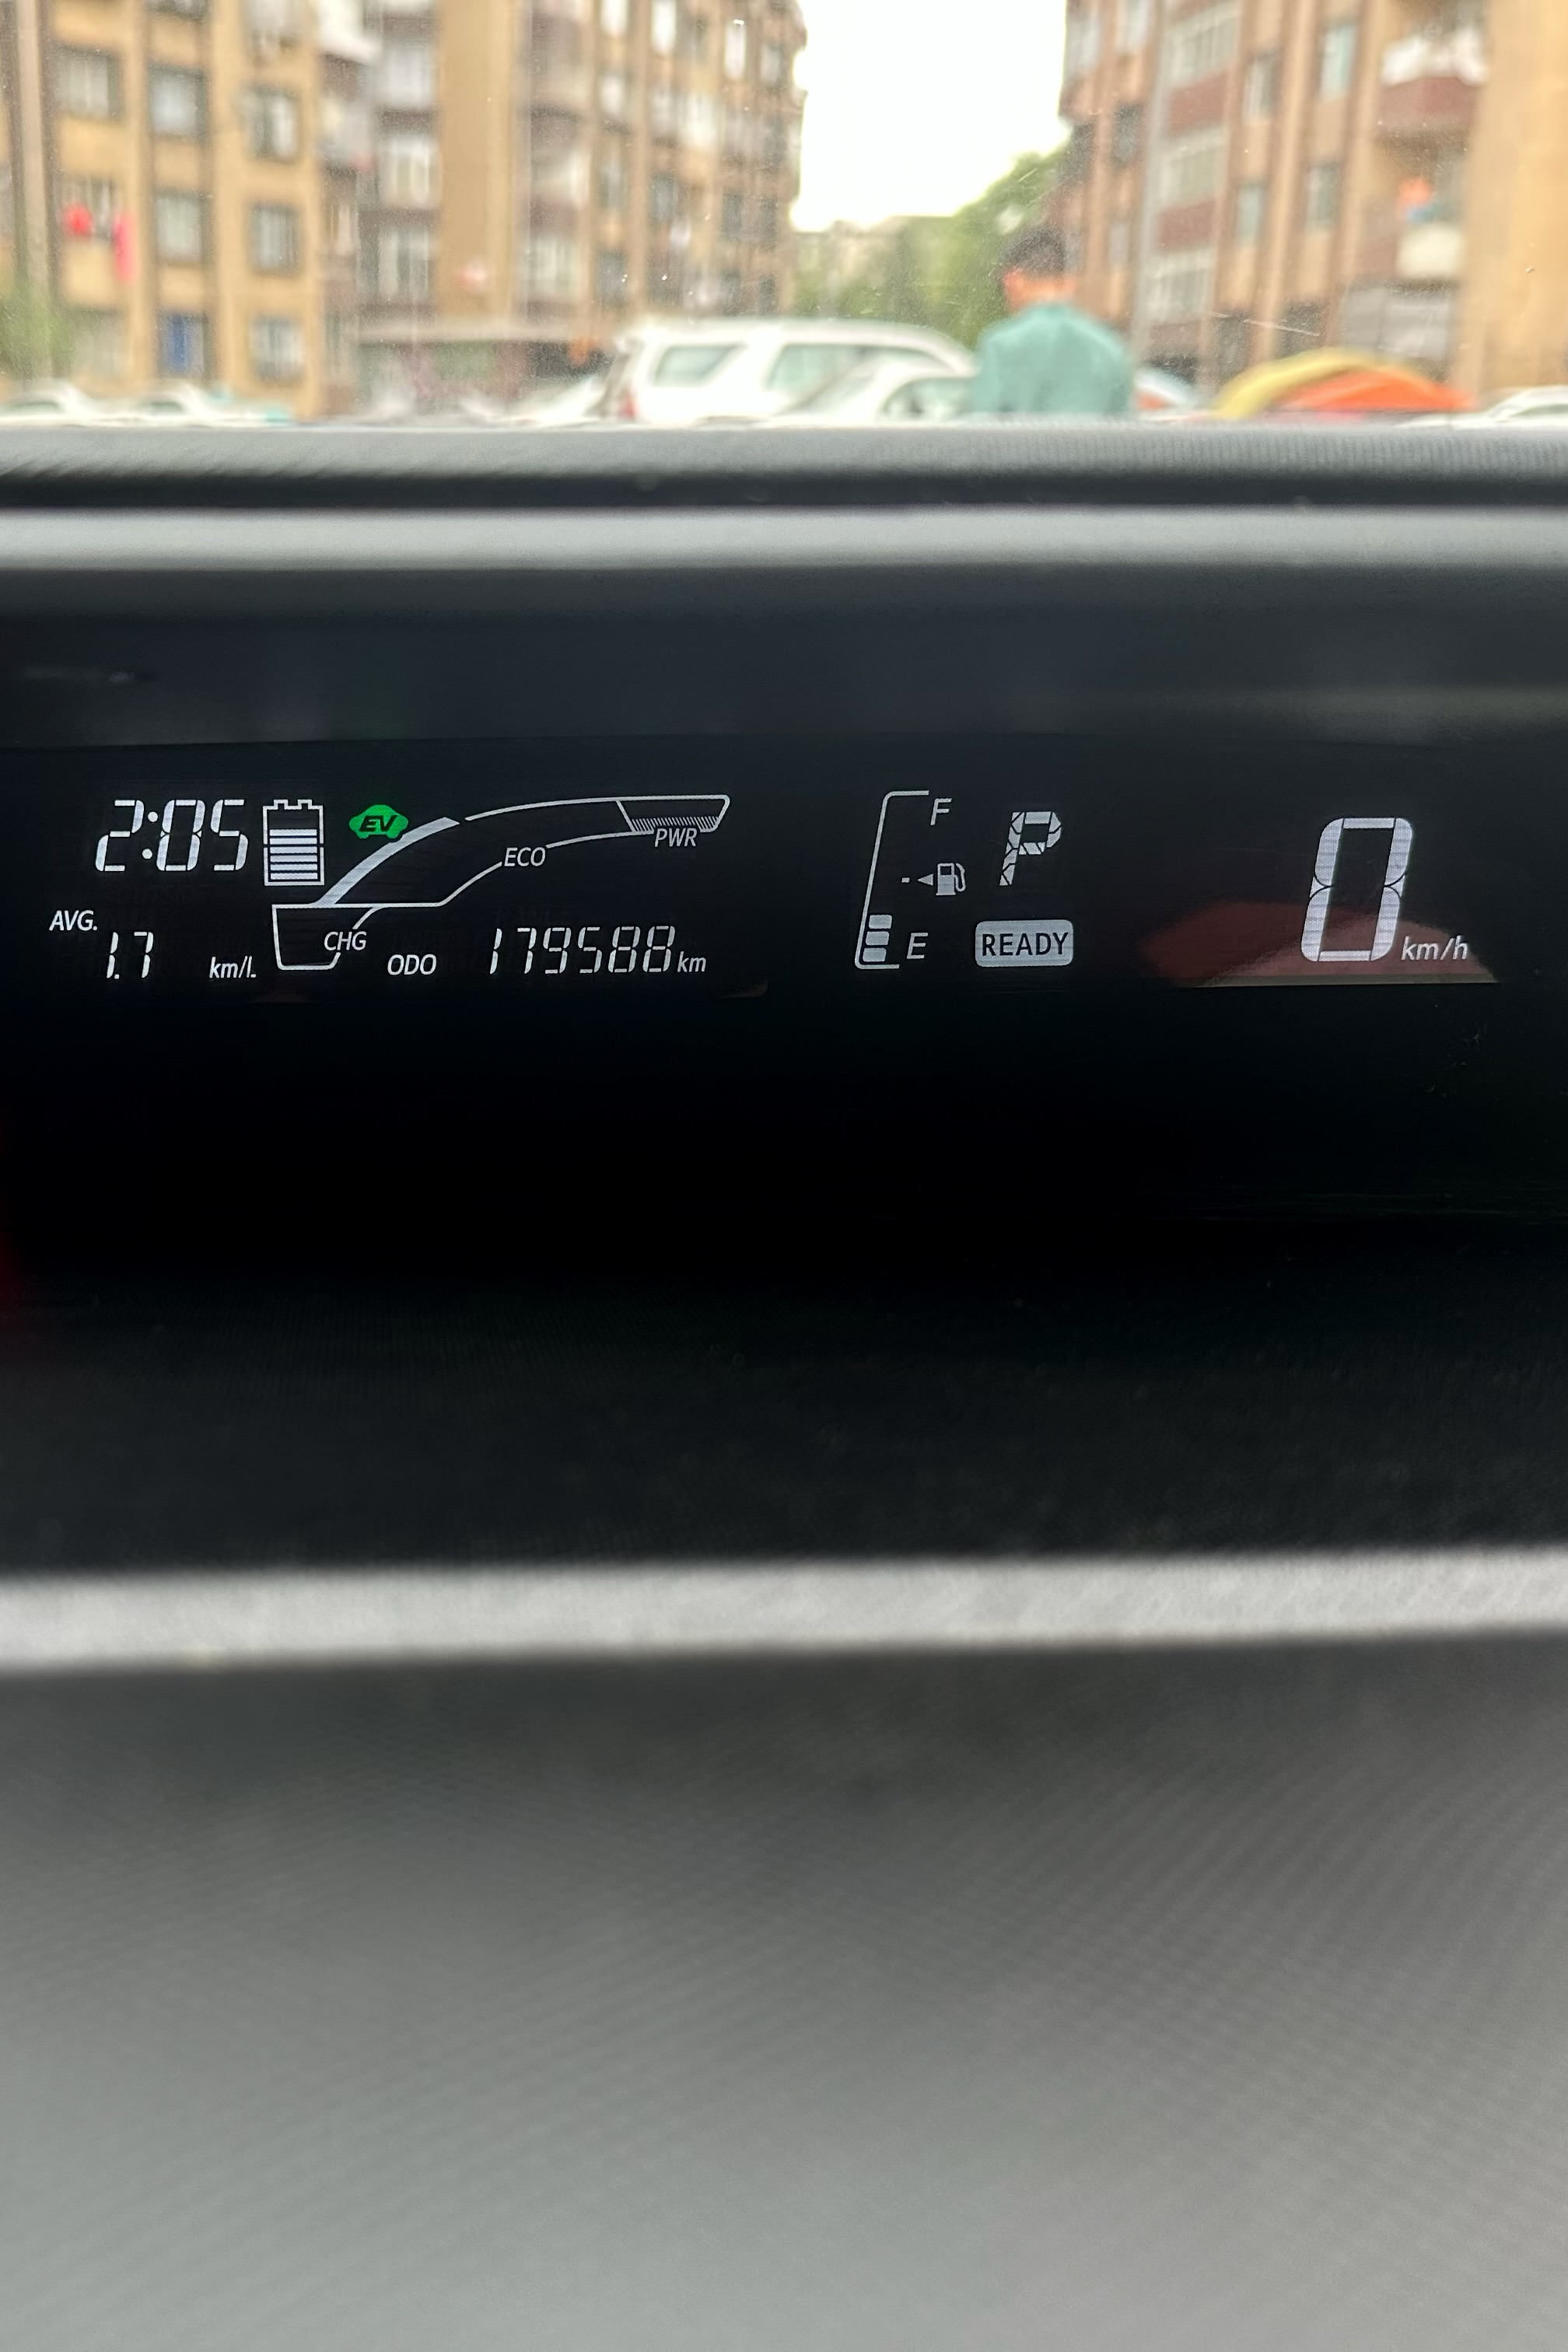 2:05
EV
PWR
ECO
AVG.
1.7 km/L
CHG
ODO 179588 km
F
P
E
READY
0 km/h